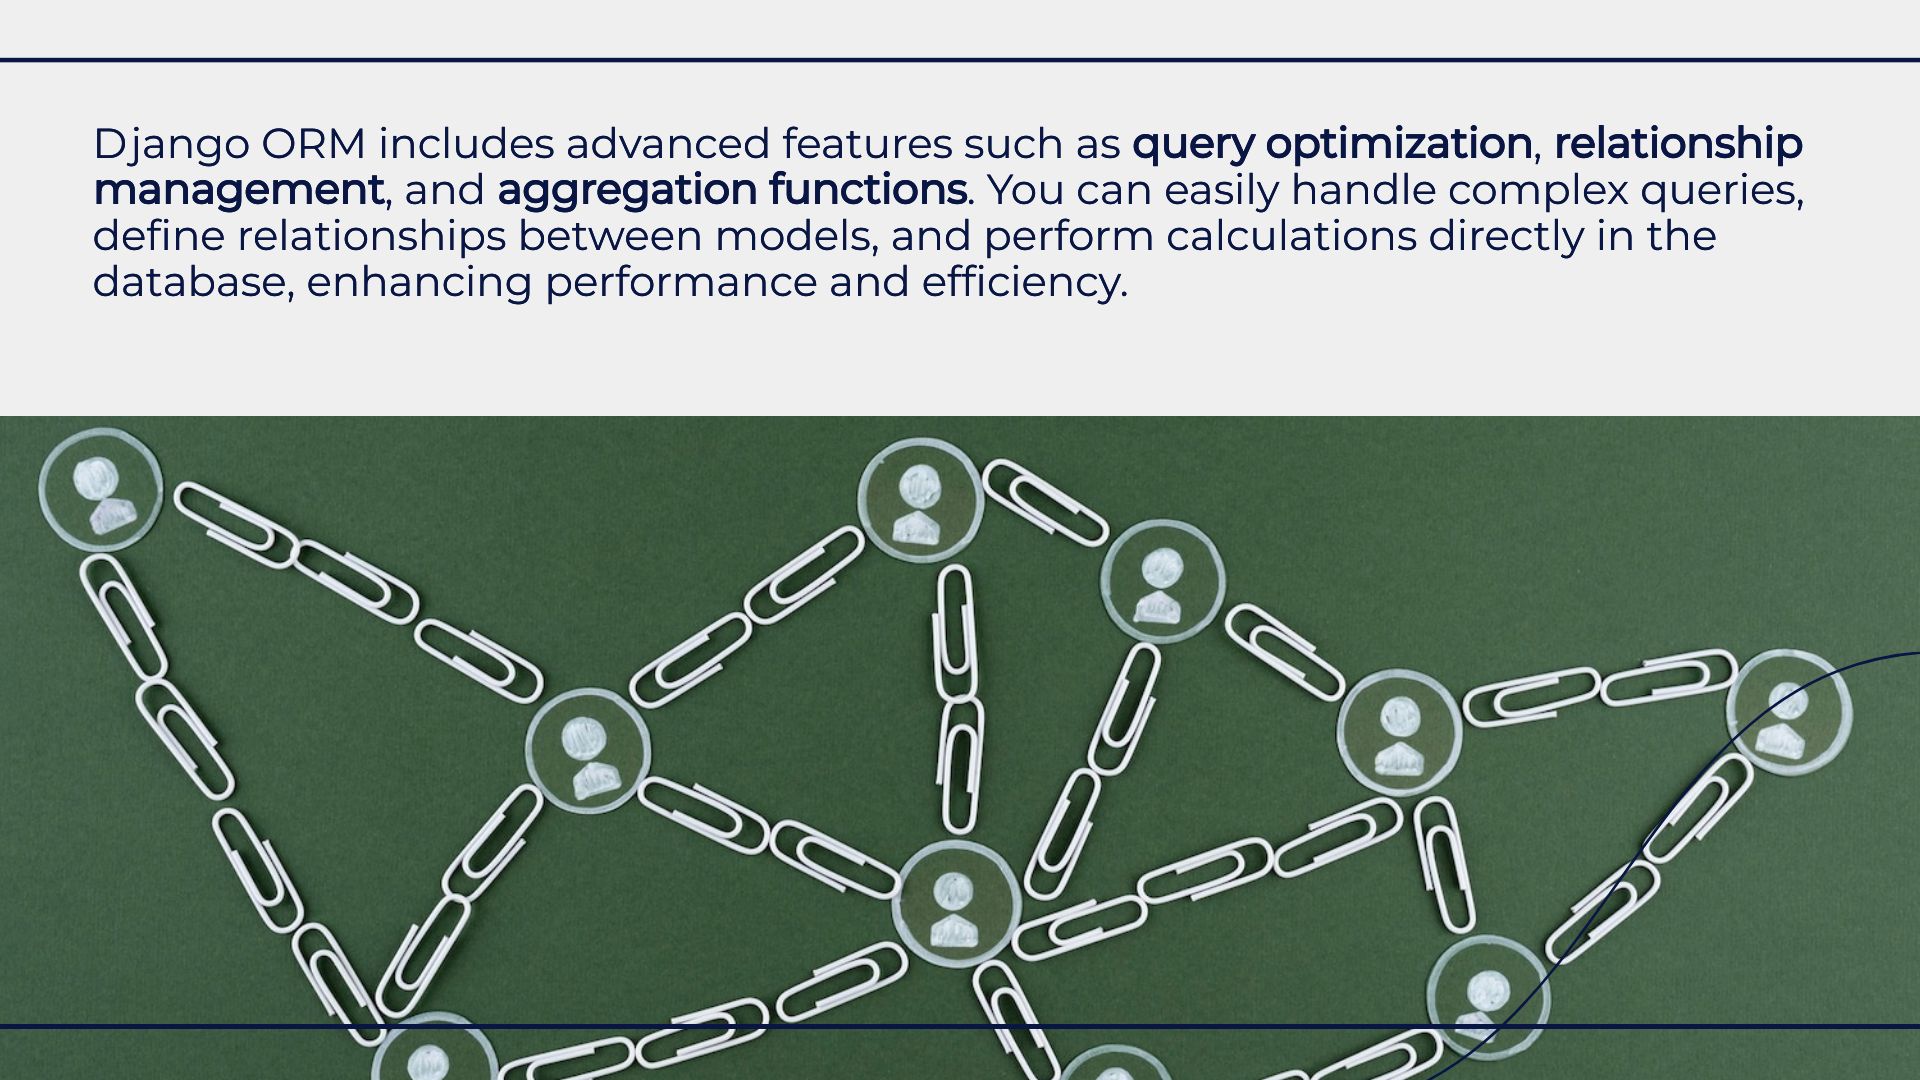 Django ORM includes advanced features such as query optimization, relationship
management, and aggregation functions. You can easily handle complex queries,
define relationships between models, and perform calculations directly in the
database, enhancing performance and efficiency.